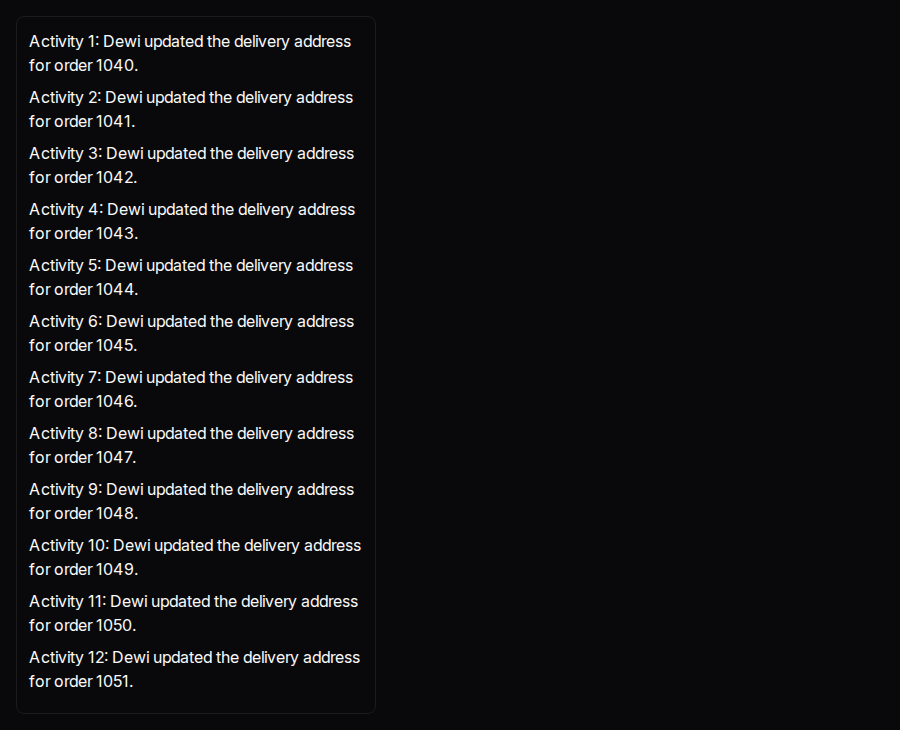 Activity 1: Dewi updated the delivery address
for order 1040.
Activity 2: Dewi updated the delivery address
for order 1041.
Activity 3: Dewi updated the delivery address
for order 1042.
Activity 4: Dewi updated the delivery address
for order 1043.
Activity 5: Dewi updated the delivery address
for order 1044.
Activity 6: Dewi updated the delivery address
for order 1045.
Activity 7: Dewi updated the delivery address
for order 1046.
Activity 8: Dewi updated the delivery address
for order 1047.
Activity 9: Dewi updated the delivery address
for order 1048.
Activity 10: Dewi updated the delivery address
for order 1049.
Activity 11: Dewi updated the delivery address
for order 1050.
Activity 12: Dewi updated the delivery address
for order 1051.